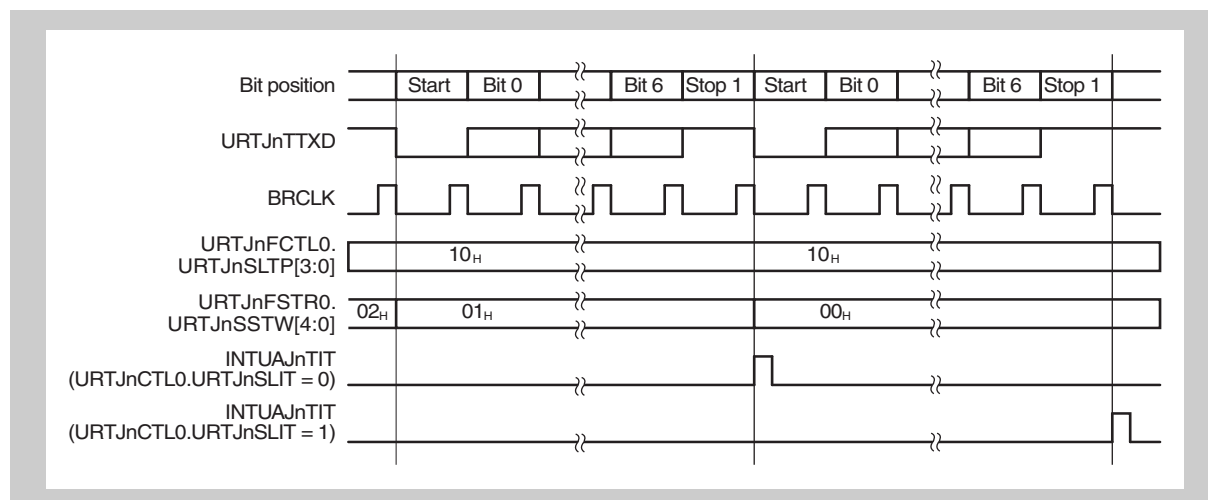 Bit position Start Bit 0 Bit 6 Stop 1 Start Bit 0 Bit 6 Stop 1
URTJnTTXD
BRCLK
URTJnFCTL0.
URTJnSLTP[3:0]
10H 10H
URTJnFSTR0.
URTJnSSTW[4:0]
02H 01H 00H
INTUAJnTIT
(URTJnCTL0.URTJnSLIT = 0)
INTUAJnTIT
(URTJnCTL0.URTJnSLIT = 1)